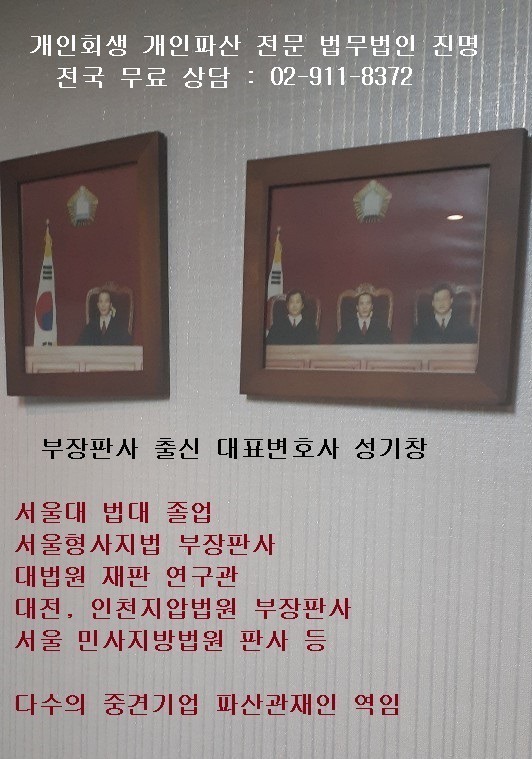 개인회생 개인파산 전문 법무법인 진명
전국 무료 상담 : 02-911-8372
부장판사 출신 대표변호사 성기창
서울대 법대 졸업
서울형사지법 부장판사
대법원 재판 연구관
대전, 인천지압법원 부장판사
서울 민사지방법원 판사 등
다수의 중견기업 파산관재인 역임